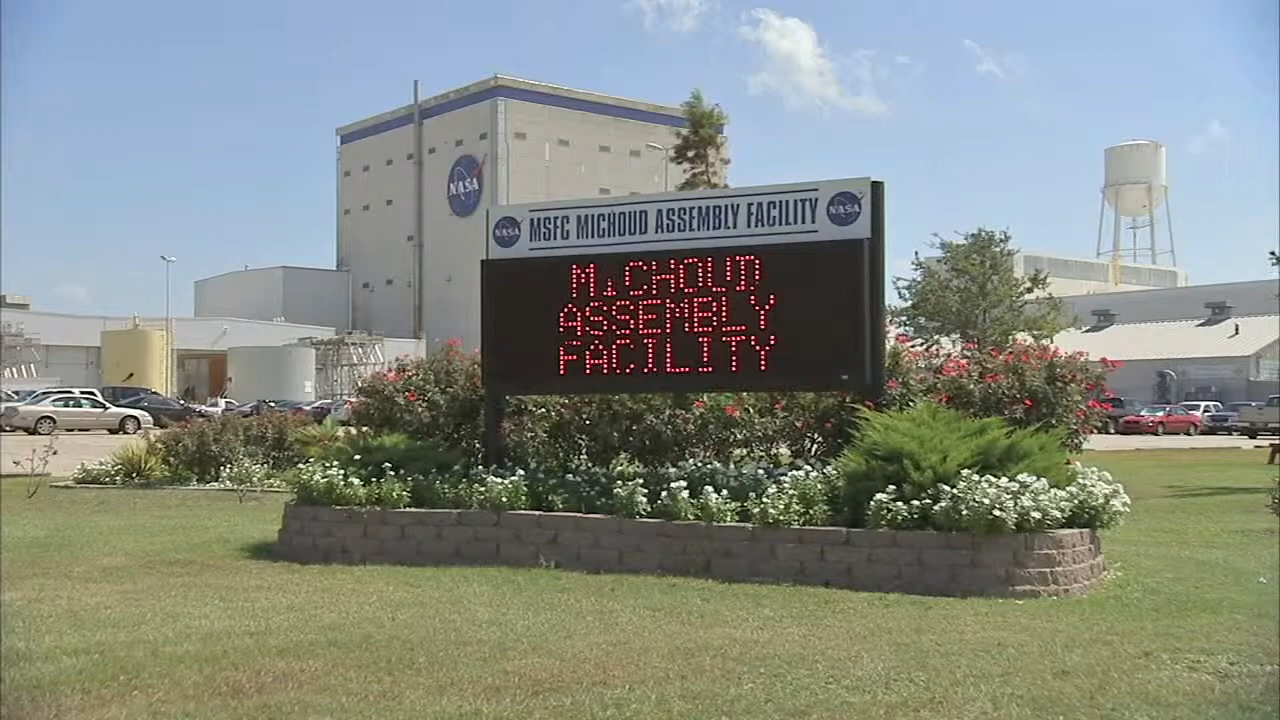 NASA
NASA MSFC MICHOUD ASSEMBLY FACILITY NASA
MiCHOUD
ASSEMBLY
FACILITY